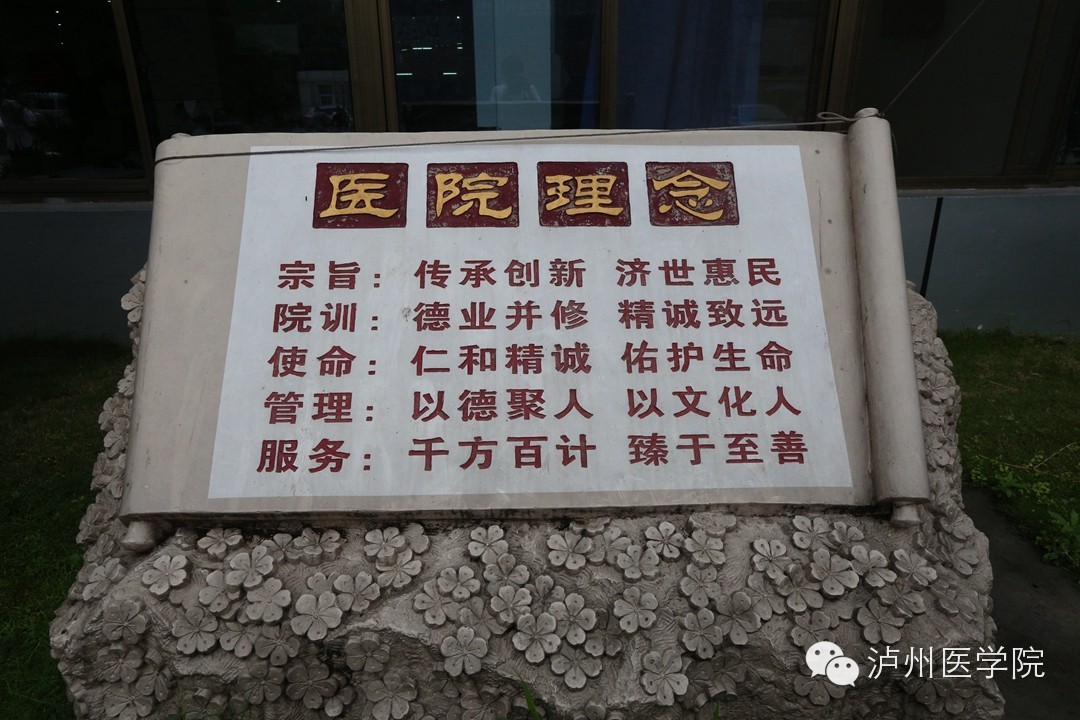 医院理念
宗旨：传承创新 济世惠民
院训：德业并修 精诚致远
使命：仁和精诚 佑护生命
管理：以德聚人 以文化人
服务：千方百计 臻于至善
泸州医学院